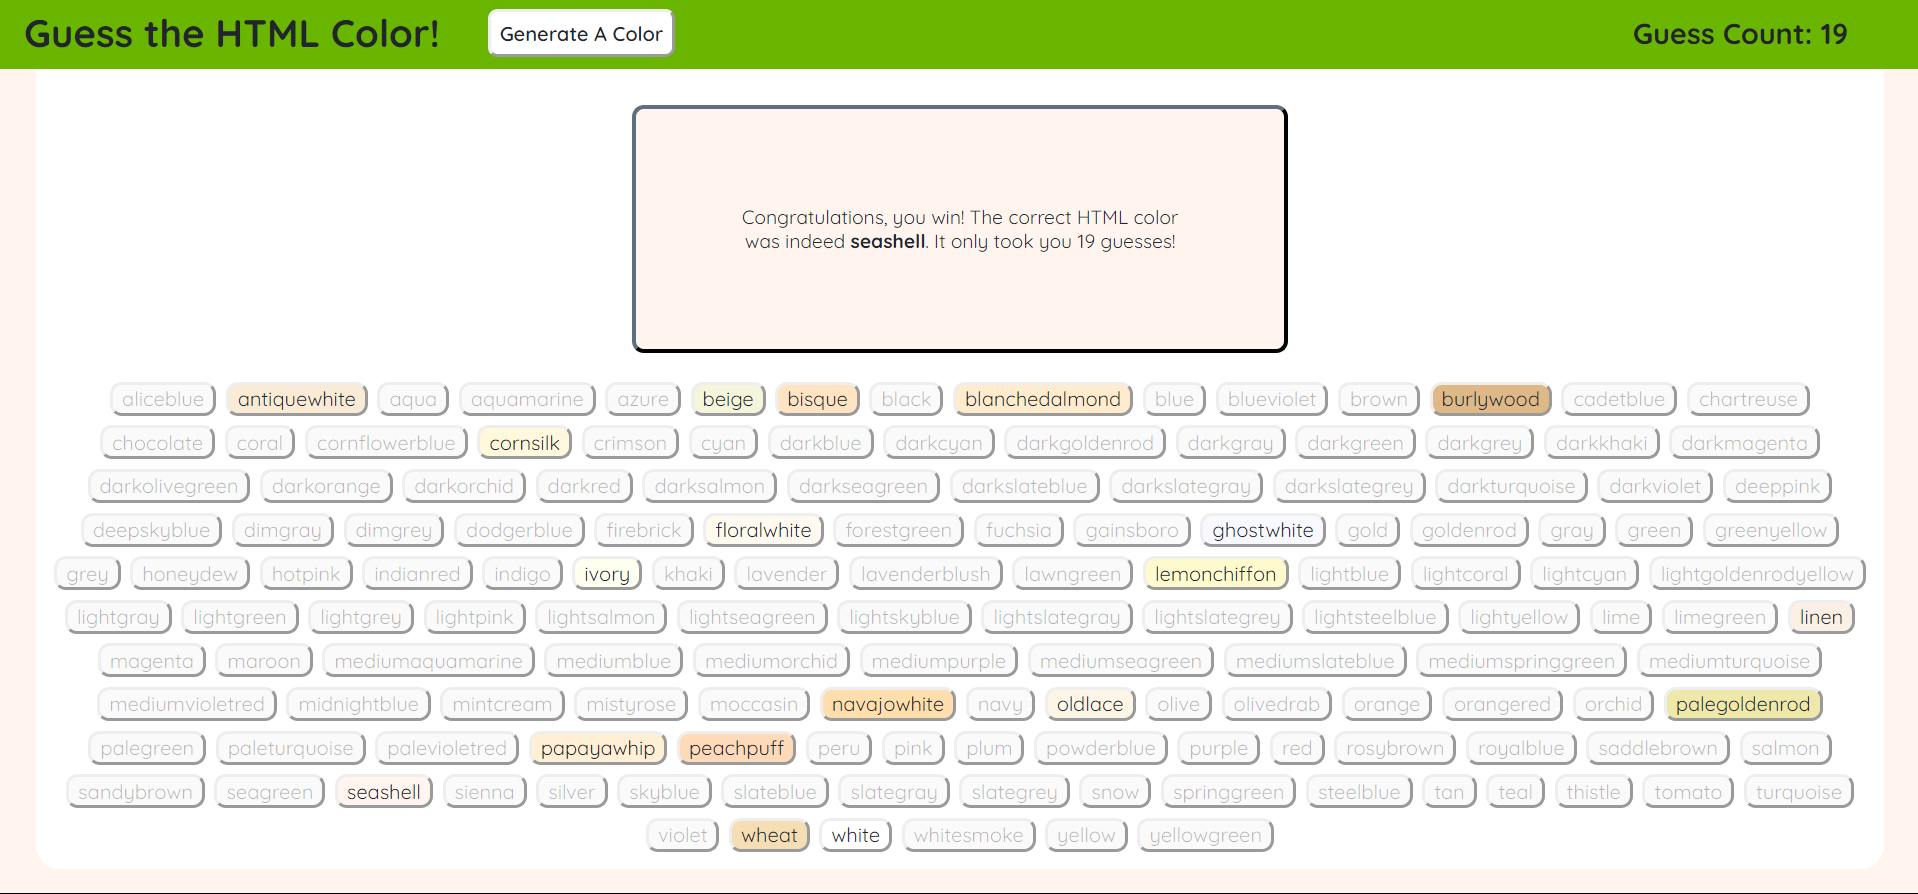 Guess the HTML Color! Generate A Color Guess Count: 19
Congratulations, you win! The correct HTML color
was indeed seashell. It only took you 19 guesses!
aliceblue antiquewhite aqua aquamarine azure beige bisque black blanchedalmond blue blueviolet brown burlywood cadetblue chartreuse
chocolate coral cornflowerblue cornsilk crimson cyan darkblue darkcyan darkgoldenrod darkgray darkgreen darkgrey darkkhaki darkmagenta
darkolivegreen darkorange darkorchid darkred darksalmon darkseagreen darkslateblue darkslategray darkslategrey darkturquoise darkviolet deeppink
deepskyblue dimgray dimgrey dodgerblue firebrick floralwhite forestgreen fuchsia gainsboro ghostwhite gold goldenrod gray green greenyellow
grey honeydew hotpink indianred indigo ivory khaki lavender lavenderblush lawngreen lemonchiffon lightblue lightcoral lightcyan lightgoldenrodyellow
lightgray lightgreen lightgrey lightpink lightsalmon lightseagreen lightskyblue lightslategray lightslategrey lightsteelblue lightyellow lime limegreen linen
magenta maroon mediumaquamarine mediumblue mediumorchid mediumpurple mediumseagreen mediumslateblue mediumspringgreen mediumturquoise
mediumvioletred midnightblue mintcream mistyrose moccasin navajowhite navy oldlace olive olivedrab orange orangered orchid palegoldenrod
palegreen paleturquoise palevioletred papayawhip peachpuff peru pink plum powderblue purple red rosybrown royalblue saddlebrown salmon
sandybrown seagreen seashell sienna silver skyblue slateblue slategray slategrey snow springgreen steelblue tan teal thistle tomato turquoise
violet wheat white whitesmoke yellow yellowgreen